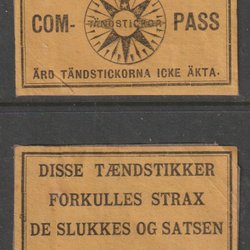 COM- TÄNDSTICKOR PASS
ÄRO TÄNDSTICKORNA ICKE ÄKTA.
DISSE TÆNDSTIKKER
FORKULLES STRAX
DE SLUKKES OG SATSEN